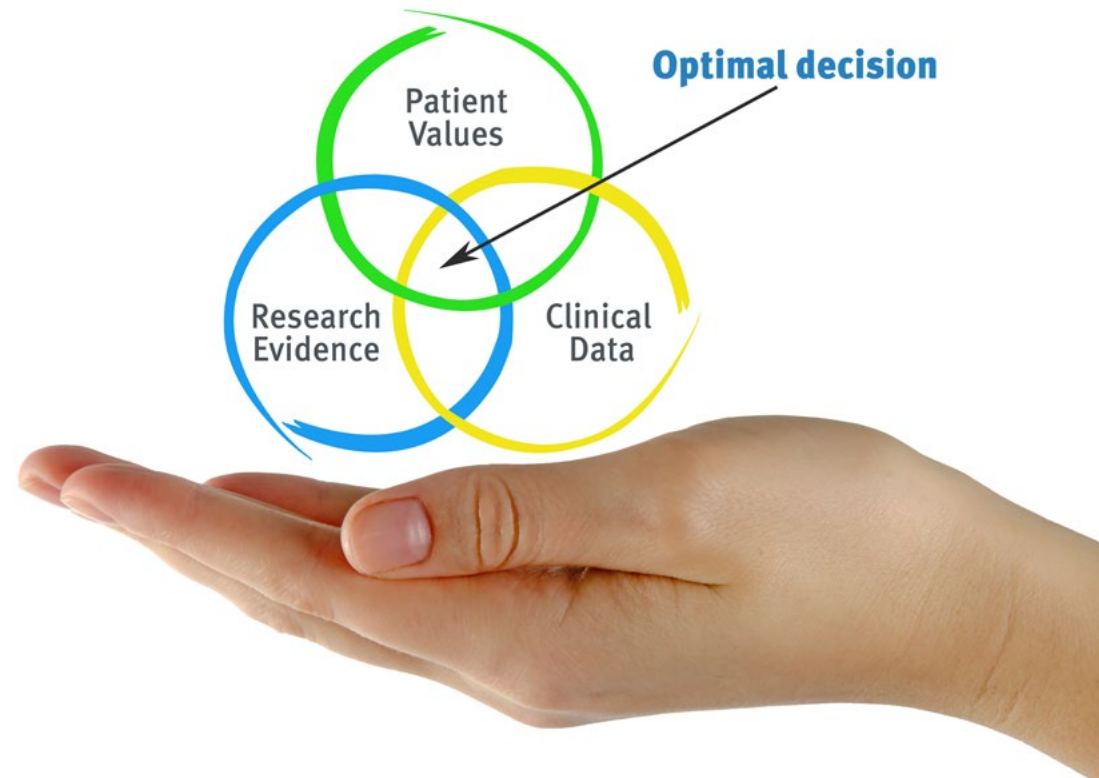 Optimal decision
Patient
Values
Research
Evidence
Clinical
Data